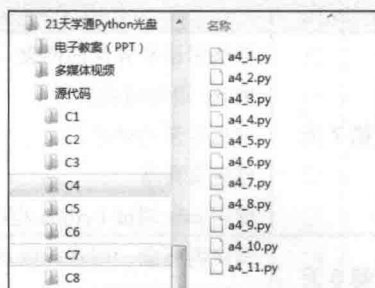 21天学通Python光盘
电子教案（PPT）
多媒体视频
源代码
C1
C2
C3
C4
C5
C6
C7
C8
名称
a4_1.py
a4_2.py
a4_3.py
a4_4.py
a4_5.py
a4_6.py
a4_7.py
a4_8.py
a4_9.py
a4_10.py
a4_11.py